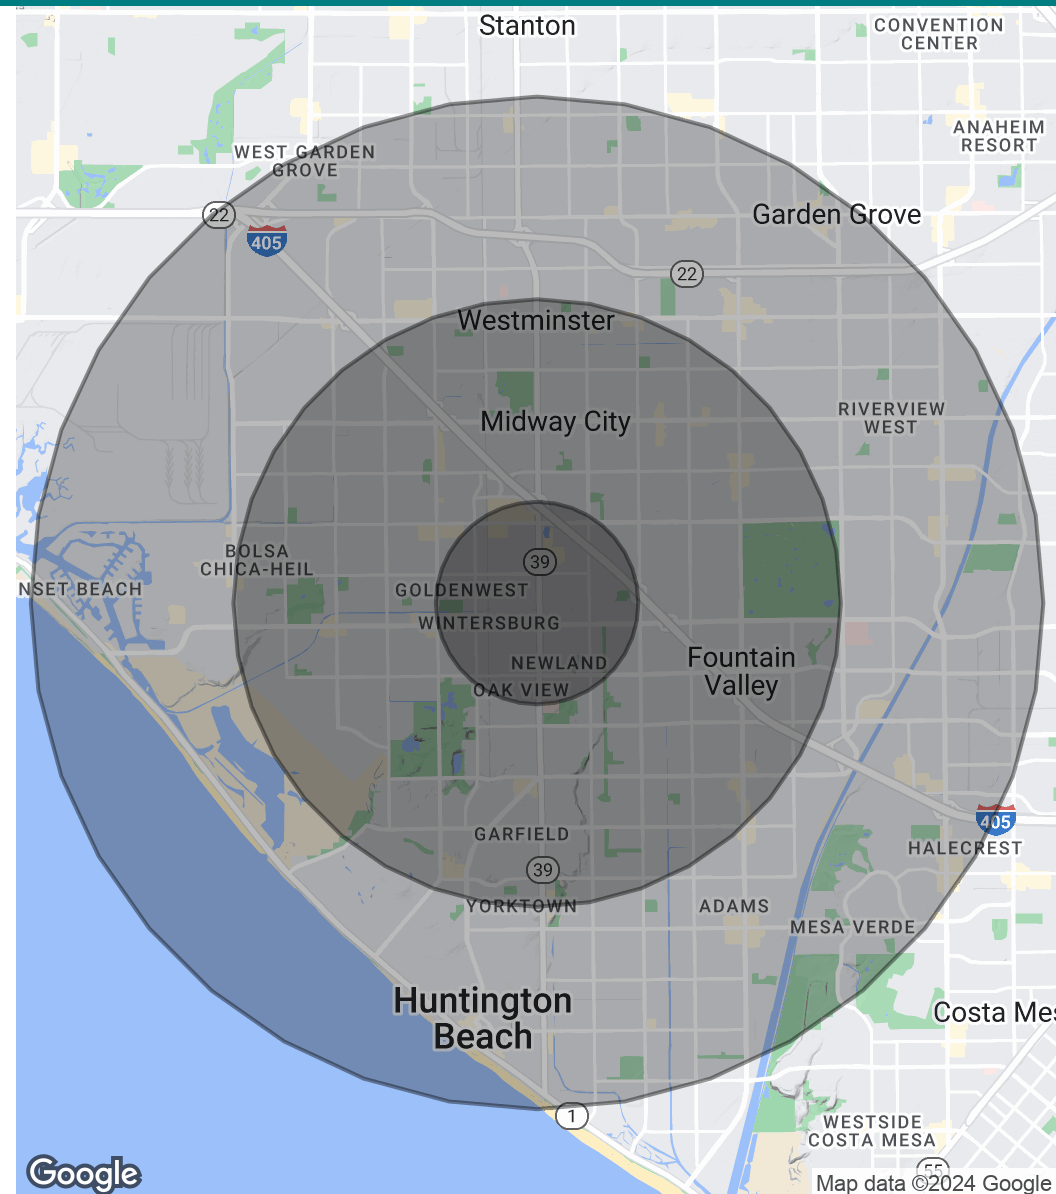 Stanton
CONVENTION
CENTER
ANAHEIM
RESORT
WEST GARDEN
GROVE
22
Garden Grove
405
22
Westminster
RIVERVIEW
WEST
Midway City
BOLSA
CHICA-HEIL
39
NSET BEACH
GOLDENWEST
WINTERSBURG
NEWLAND
Fountain
Valley
OAK VIEW
405
GARFIELD
HALECREST
39
YORKTOWN
ADAMS
MESA VERDE
Huntington
Beach
Costa Mes
1
WESTSIDE
COSTA MESA
55
Google
Map data ©2024 Google